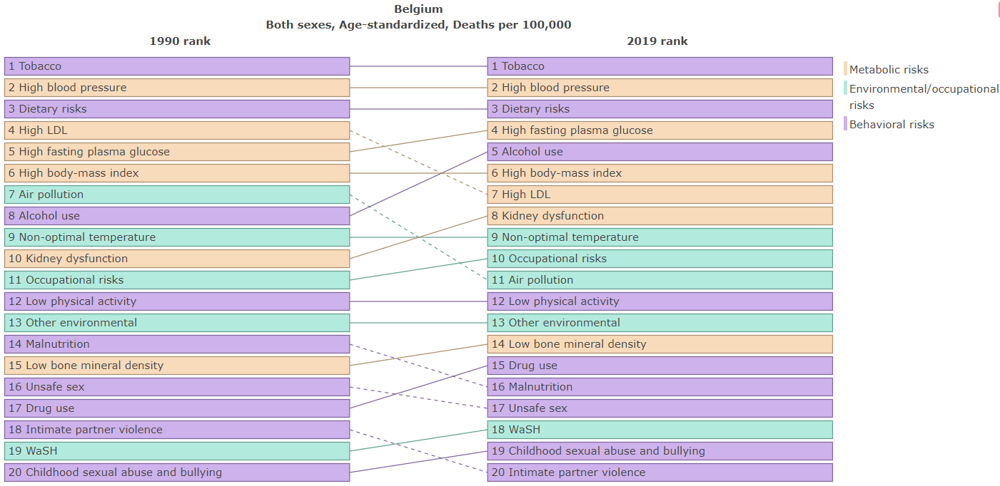 Belgium
Both sexes, Age-standardized, Deaths per 100,000
1990 rank
2019 rank
1 Tobacco
2 High blood pressure
3 Dietary risks
4 High LDL
5 High fasting plasma glucose
6 High body-mass index
7 Air pollution
8 Alcohol use
9 Non-optimal temperature
10 Kidney dysfunction
11 Occupational risks
12 Low physical activity
13 Other environmental
14 Malnutrition
15 Low bone mineral density
16 Unsafe sex
17 Drug use
18 Intimate partner violence
19 WaSH
20 Childhood sexual abuse and bullying
1 Tobacco
2 High blood pressure
3 Dietary risks
4 High fasting plasma glucose
5 Alcohol use
6 High body-mass index
7 High LDL
8 Kidney dysfunction
9 Non-optimal temperature
10 Occupational risks
11 Air pollution
12 Low physical activity
13 Other environmental
14 Low bone mineral density
15 Drug use
16 Malnutrition
17 Unsafe sex
18 WaSH
19 Childhood sexual abuse and bullying
20 Intimate partner violence
Metabolic risks
Environmental/occupational
risks
Behavioral risks